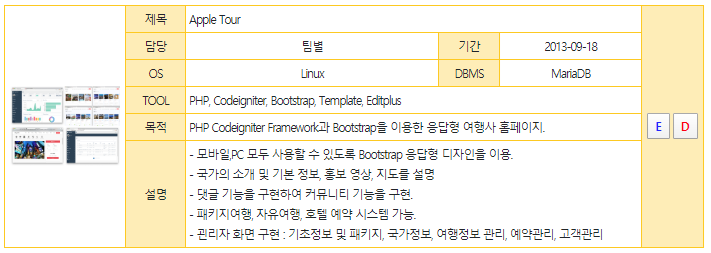 제목 Apple Tour
담당 팀별 기간 2013-09-18
OS Linux DBMS MariaDB
TOOL PHP, Codeigniter, Bootstrap, Template, Editplus
목적 PHP Codeigniter Framework과 Bootstrap을 이용한 응답형 여행사 홈페이지.
E D
설명
- 모바일,PC 모두 사용할 수 있도록 Bootstrap 응답형 디자인을 이용.
- 국가의 소개 및 기본 정보, 홍보 영상, 지도를 설명
- 댓글 기능을 구현하여 커뮤니티 기능을 구현.
- 패키지여행, 자유여행, 호텔 예약 시스템 가능.
- 관리자 화면 구현 : 기초정보 및 패키지, 국가정보, 여행정보 관리, 예약관리, 고객관리